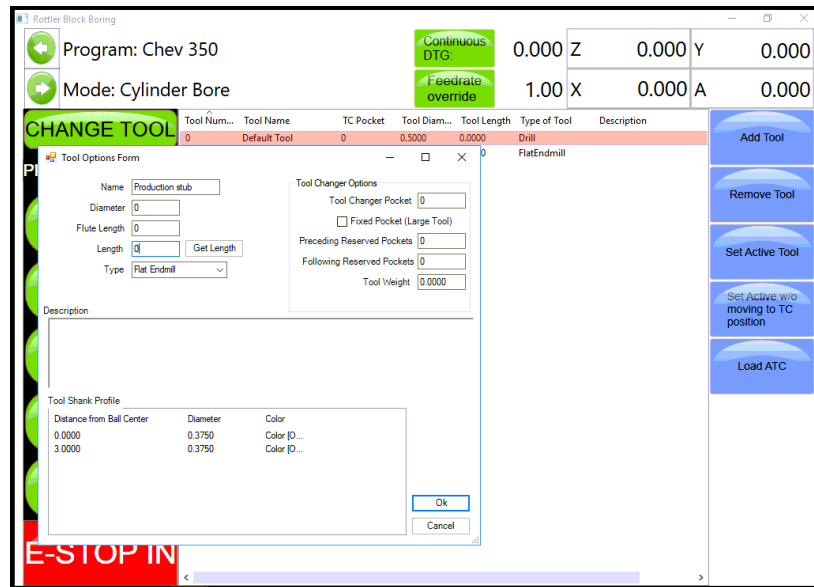 Rottler Block Boring
Program: Chev 350
Continuous DTG:
0.000 Z 0.000 Y 0.000
Mode: Cylinder Bore
Feedrate override
1.00 X 0.000 A 0.000
CHANGE TOOL
Tool Num... Tool Name TC Pocket Tool Diam... Tool Length Type of Tool Description
0 Default Tool 0 0.5000 0.0000 Drill
0 FlatEndmill
Add Tool
Remove Tool
Set Active Tool
Set Active w/o
moving to TC
position
Load ATC
Tool Options Form
Name Production stub
Diameter 0
Flute Length 0
Length 0 Get Length
Type Flat Endmill
Tool Changer Options
Tool Changer Pocket 0
Fixed Pocket (Large Tool)
Preceding Reserved Pockets 0
Following Reserved Pockets 0
Tool Weight 0.0000
Description
Tool Shank Profile
Distance from Ball Center Diameter Color
0.0000 0.3750 Color [O...
3.0000 0.3750 Color [O...
Ok
Cancel
E-STOP IN